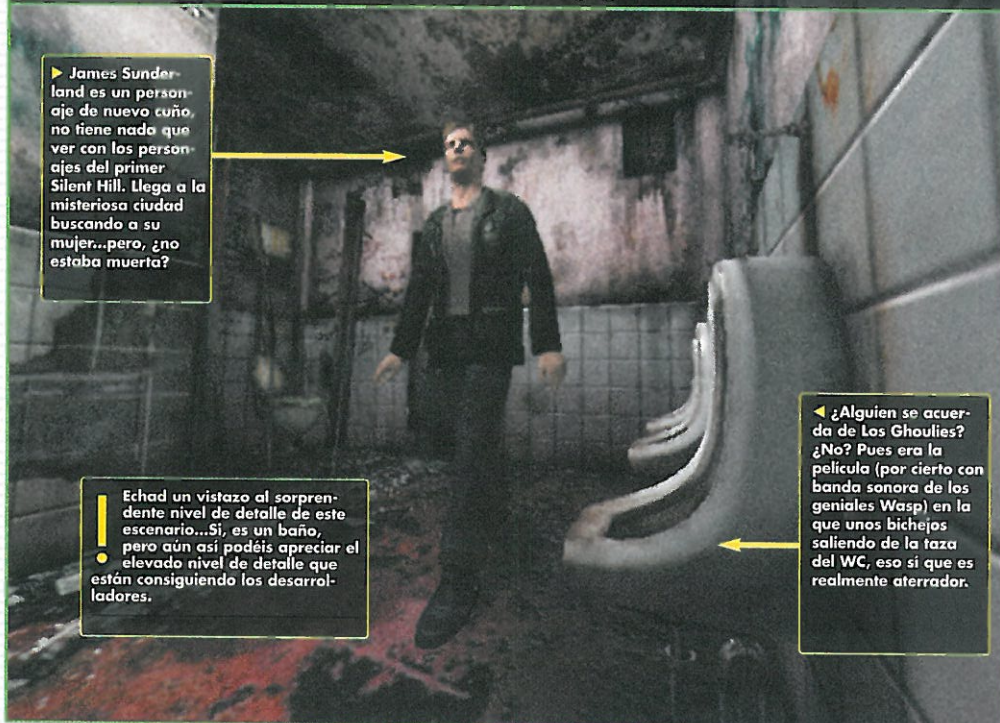 ▶ James Sunder-
land es un person-
aje de nuevo cuño,
no tiene nado que
ver con los person-
ajes del primer
Silent Hill. Llega a la
misteriosa ciudad
buscando a su
mujer...pero, ¿no
estaba muerta?
◀ ¿Alguien se acuer-
da de Los Ghoulies?
¿No? Pues era la
película (por cierto con
banda sonora de los
geniales Wasp) en la
que unos bichejos
saliendo de la taza
del WC, eso si que es
realmente aterrador.
! Echad un vistazo al sorpren-
dente nivel de detalle de este
escenario...Si, es un baño,
pero aún así podéis apreciar el
elevado nivel de detalle que
están consiguiendo los desarrol-
ladores.